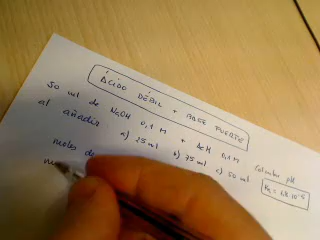 ÁCIDO DÉBIL + BASE FUERTE
50 ml de NaOH 0,1 M + AcH 0,1 M Calcular pH
al añadir a) 25 ml b) 75 ml c) 50 ml
Ka = 1,8·10⁻⁵
moles de